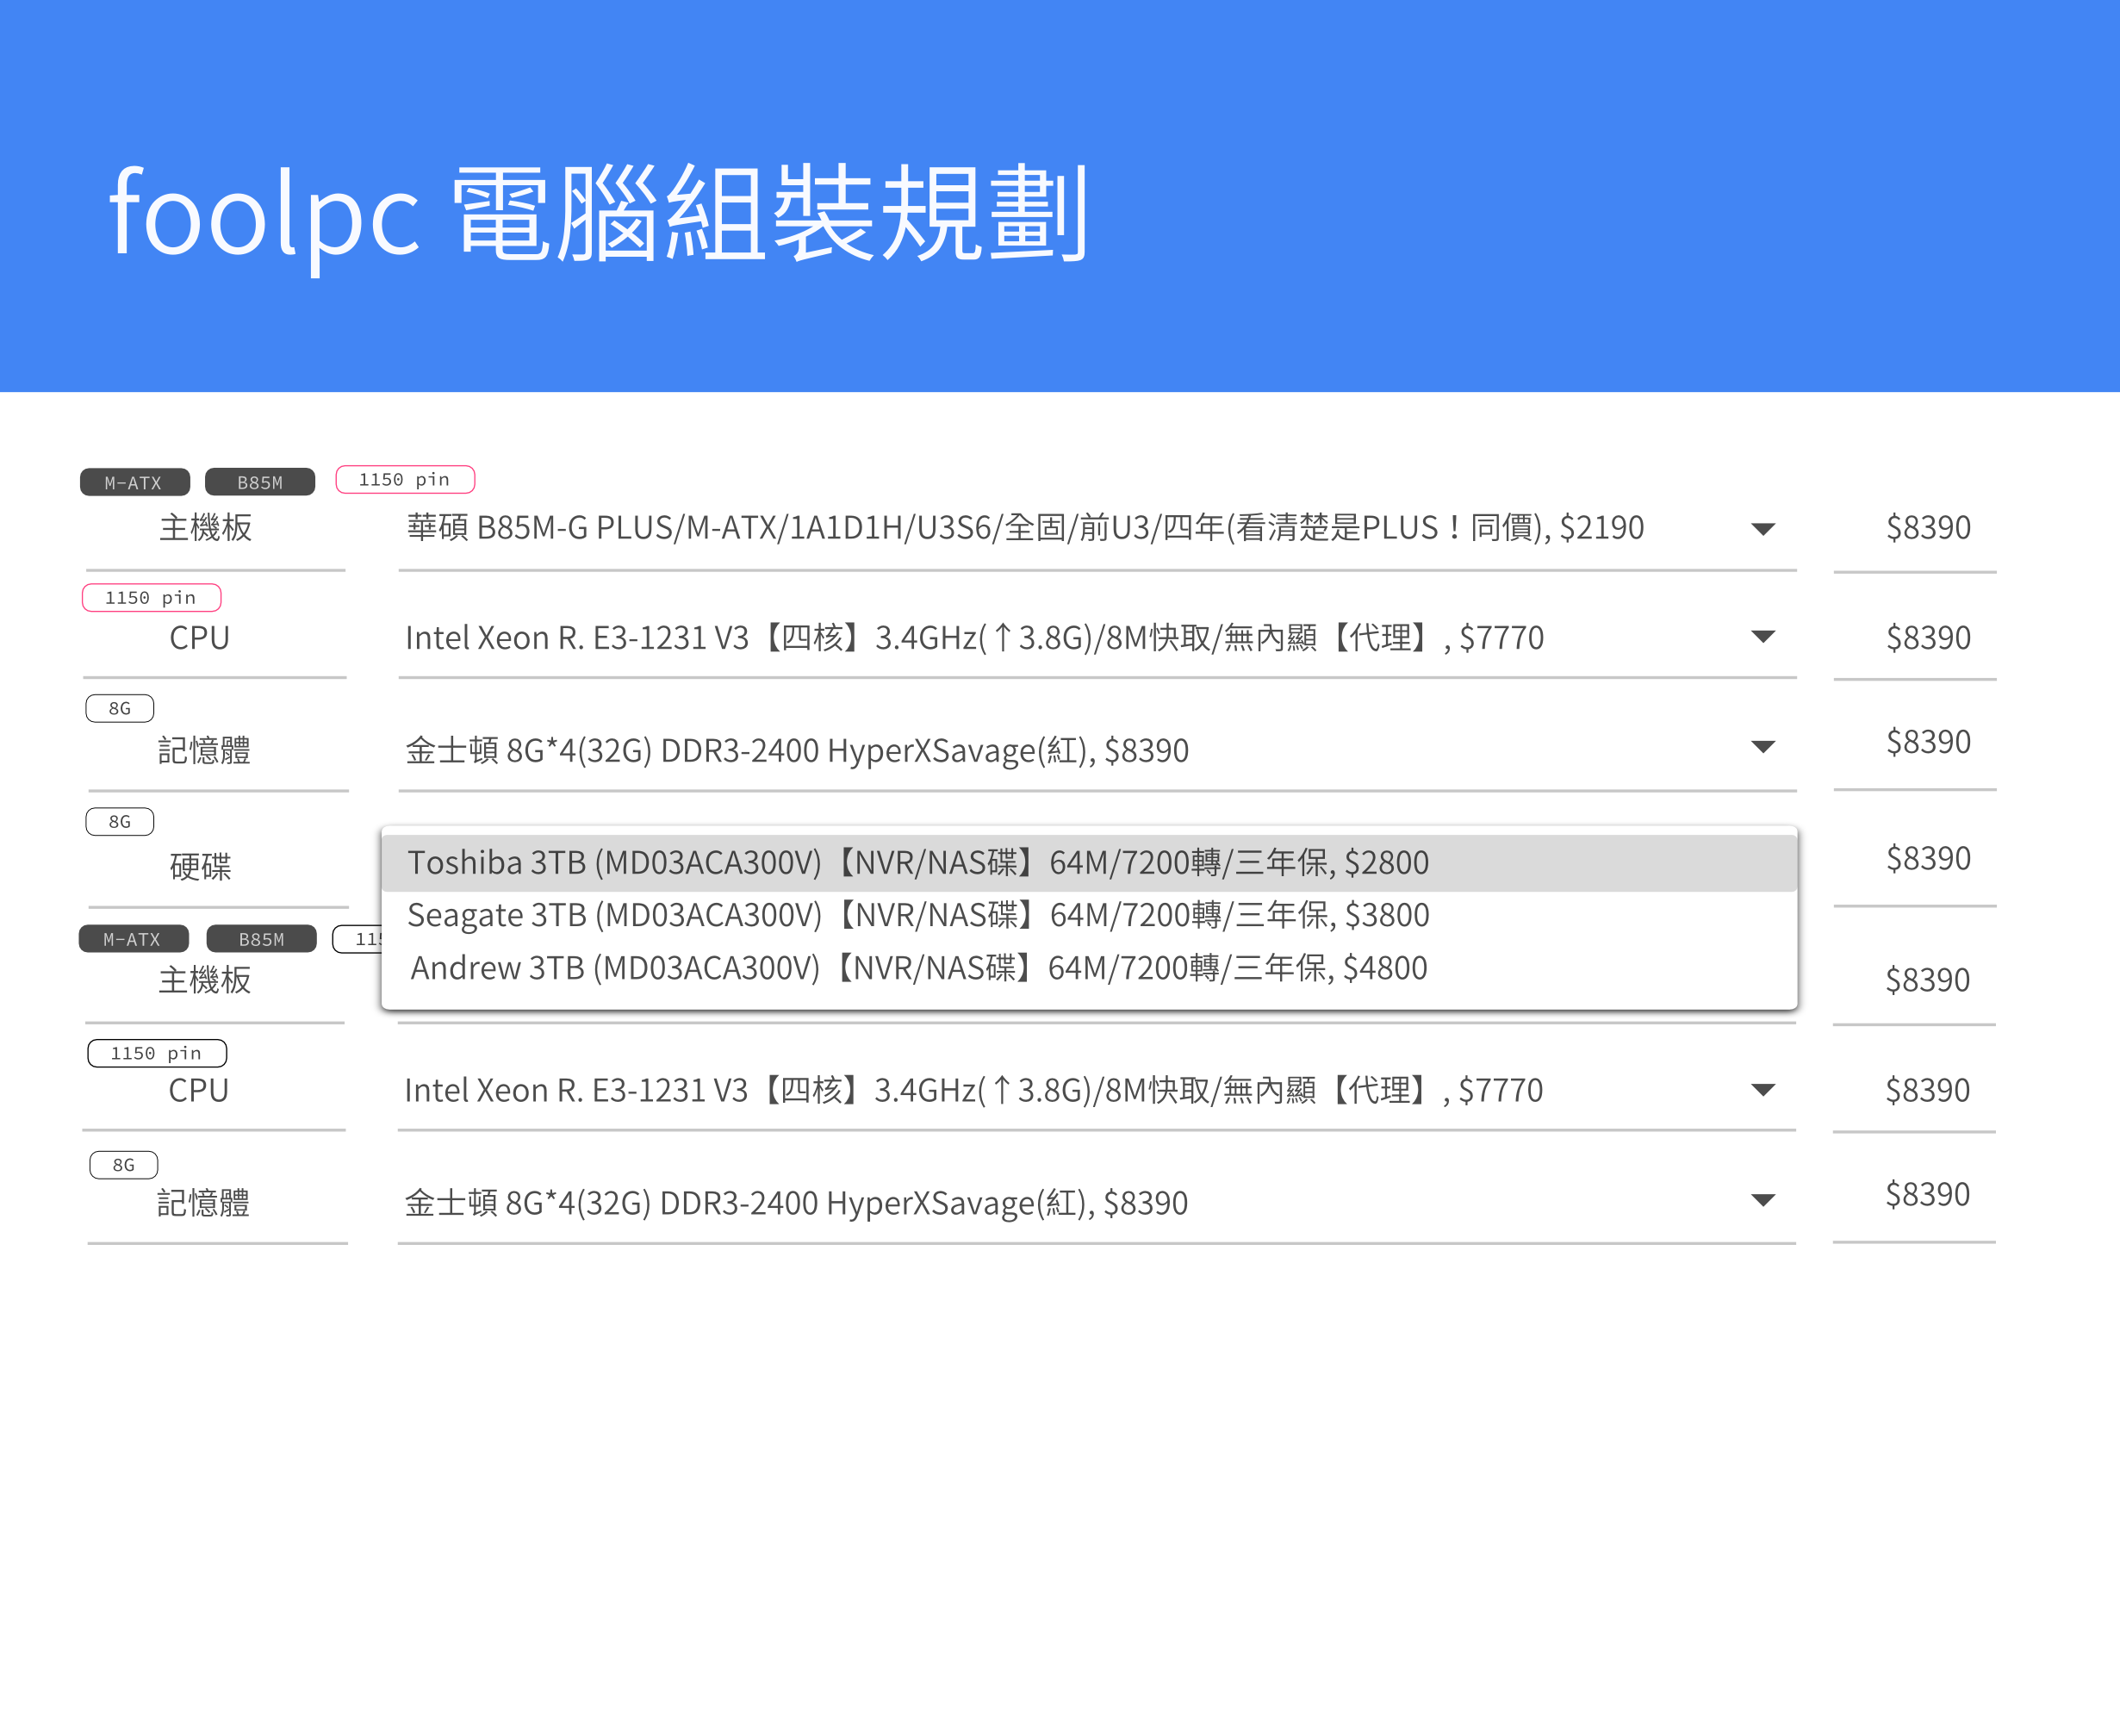 foolpc 電腦組裝規劃
M-ATX B85M 1150 pin
主機板 華碩 B85M-G PLUS/M-ATX/1A1D1H/U3S6/全固/前U3/四年(看清楚是PLUS！同價), $2190 $8390
1150 pin
CPU Intel Xeon R. E3-1231 V3【四核】3.4GHz(↑3.8G)/8M快取/無內顯【代理】, $7770 $8390
8G
記憶體 金士頓 8G*4(32G) DDR3-2400 HyperXSavage(紅), $8390 $8390
8G
硬碟 Toshiba 3TB (MD03ACA300V)【NVR/NAS碟】64M/7200轉/三年保, $2800 $8390
Seagate 3TB (MD03ACA300V)【NVR/NAS碟】64M/7200轉/三年保, $3800
M-ATX B85M
主機板 Andrew 3TB (MD03ACA300V)【NVR/NAS碟】64M/7200轉/三年保, $4800 $8390
1150 pin
CPU Intel Xeon R. E3-1231 V3【四核】3.4GHz(↑3.8G)/8M快取/無內顯【代理】, $7770 $8390
8G
記憶體 金士頓 8G*4(32G) DDR3-2400 HyperXSavage(紅), $8390 $8390